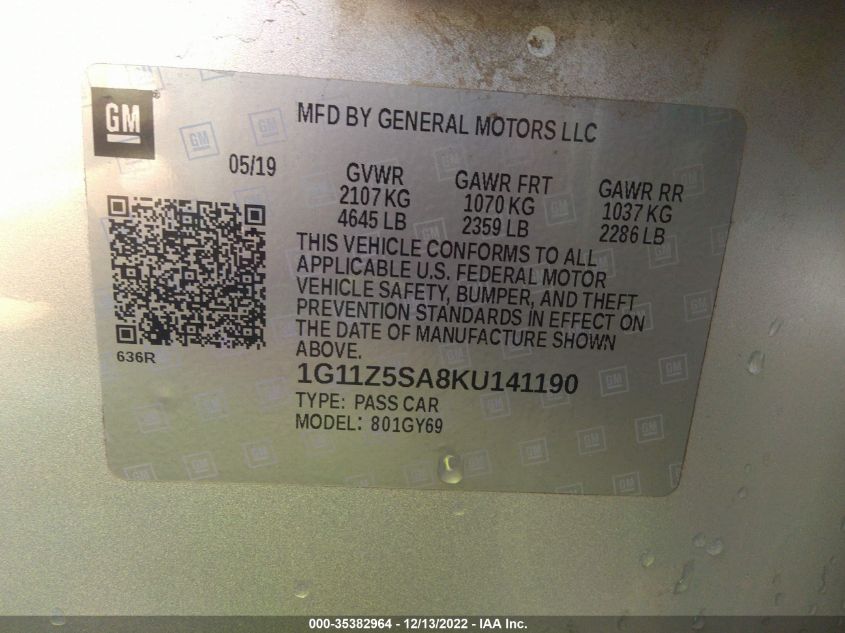 GM
MFD BY GENERAL MOTORS LLC
05/19
GVWR
2107 KG
4645 LB
GAWR FRT
1070 KG
2359 LB
GAWR RR
1037 KG
2286 LB
THIS VEHICLE CONFORMS TO ALL
APPLICABLE U.S. FEDERAL MOTOR
VEHICLE SAFETY, BUMPER, AND THEFT
PREVENTION STANDARDS IN EFFECT ON
THE DATE OF MANUFACTURE SHOWN
ABOVE.
636R
1G11Z5SA8KU141190
TYPE: PASS CAR
MODEL: 801GY69
000-35382964 - 12/13/2022 - IAA Inc.